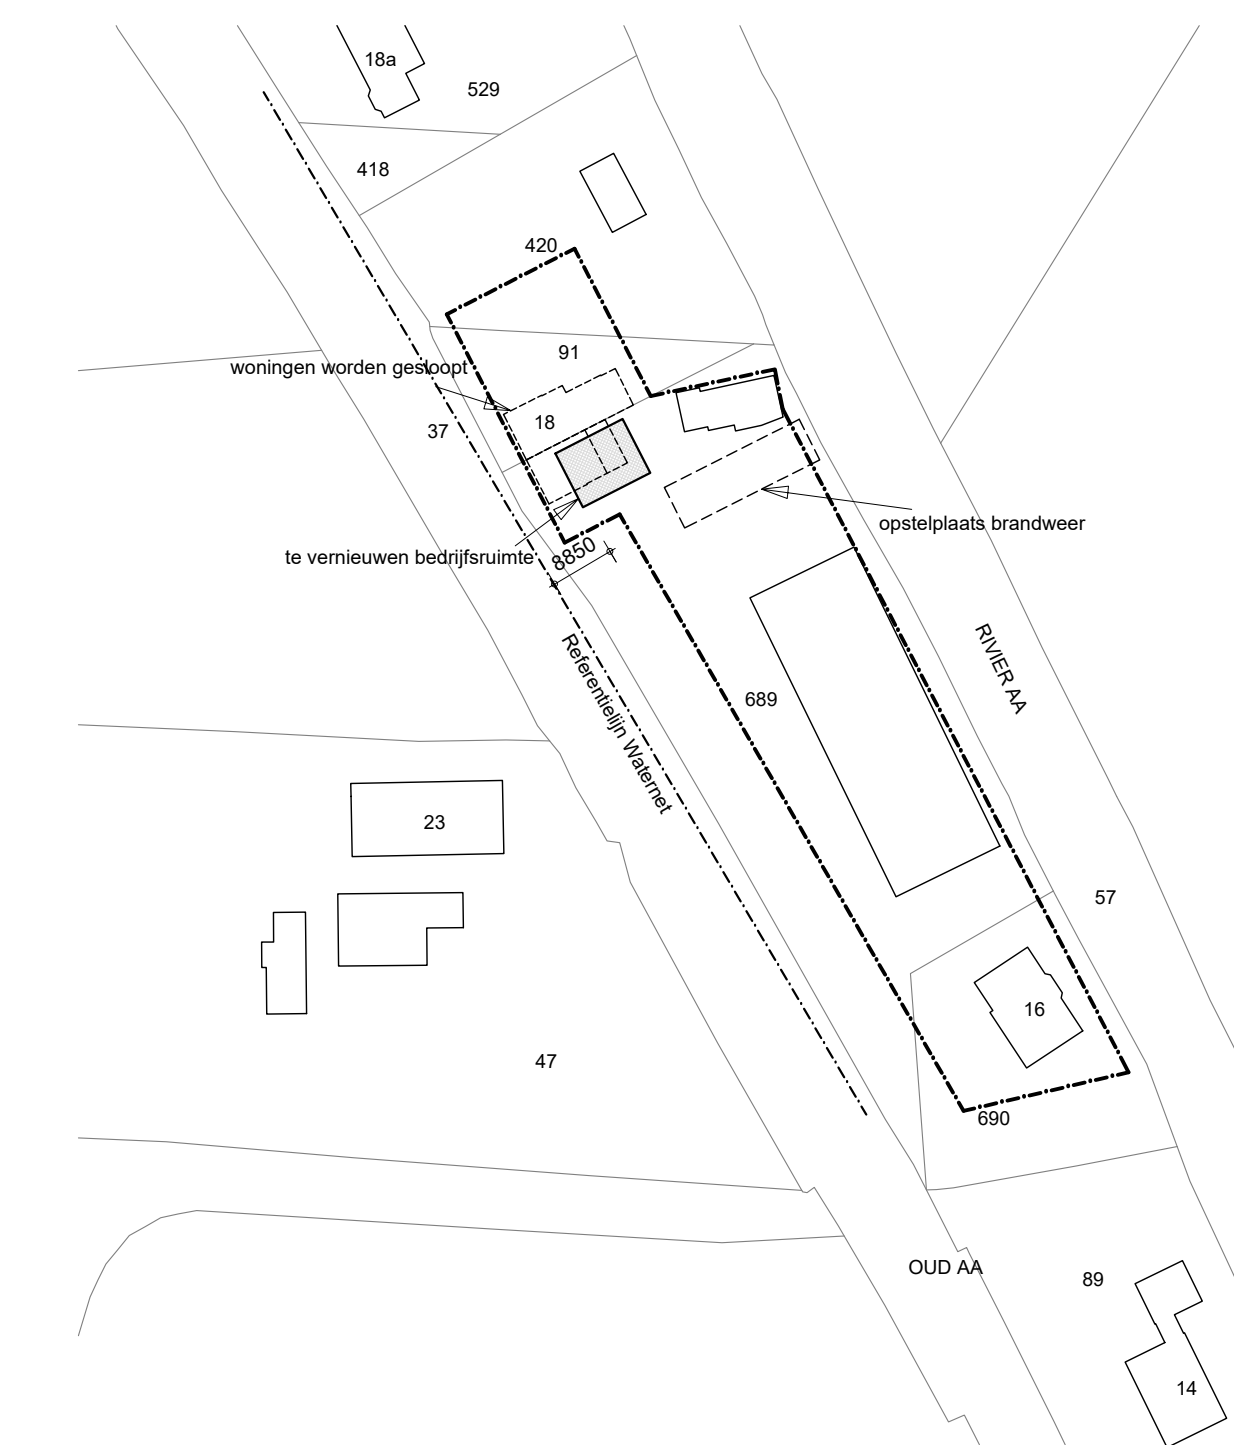 18a
529
418
420
91
woningen worden gesloopt
18
37
opstelplaats brandweer
te vernieuwen bedrijfsruimte
8850
Referentielijn Waternet
RIVIER AA
689
23
57
16
47
690
OUD AA
89
14